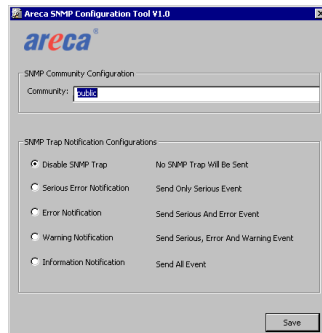 Areca SNMP Configuration Tool V1.0
areca®
SNMP Community Configuration
Community: public
SNMP Trap Notification Configurations
Disable SNMP Trap No SNMP Trap Will Be Sent
Serious Error Notification Send Only Serious Event
Error Notification Send Serious And Error Event
Warning Notification Send Serious, Error And Warning Event
Information Notification Send All Event
Save